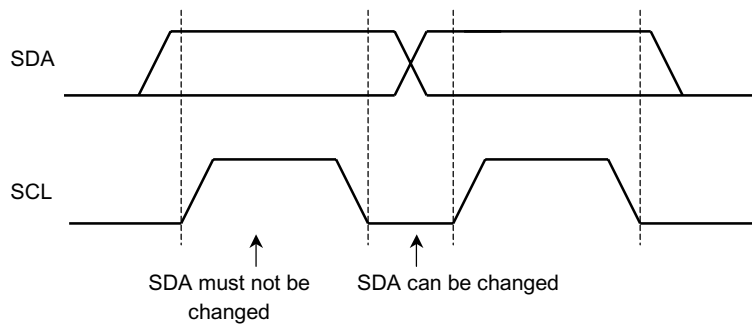 SDA
SCL
SDA must not be
changed
SDA can be changed